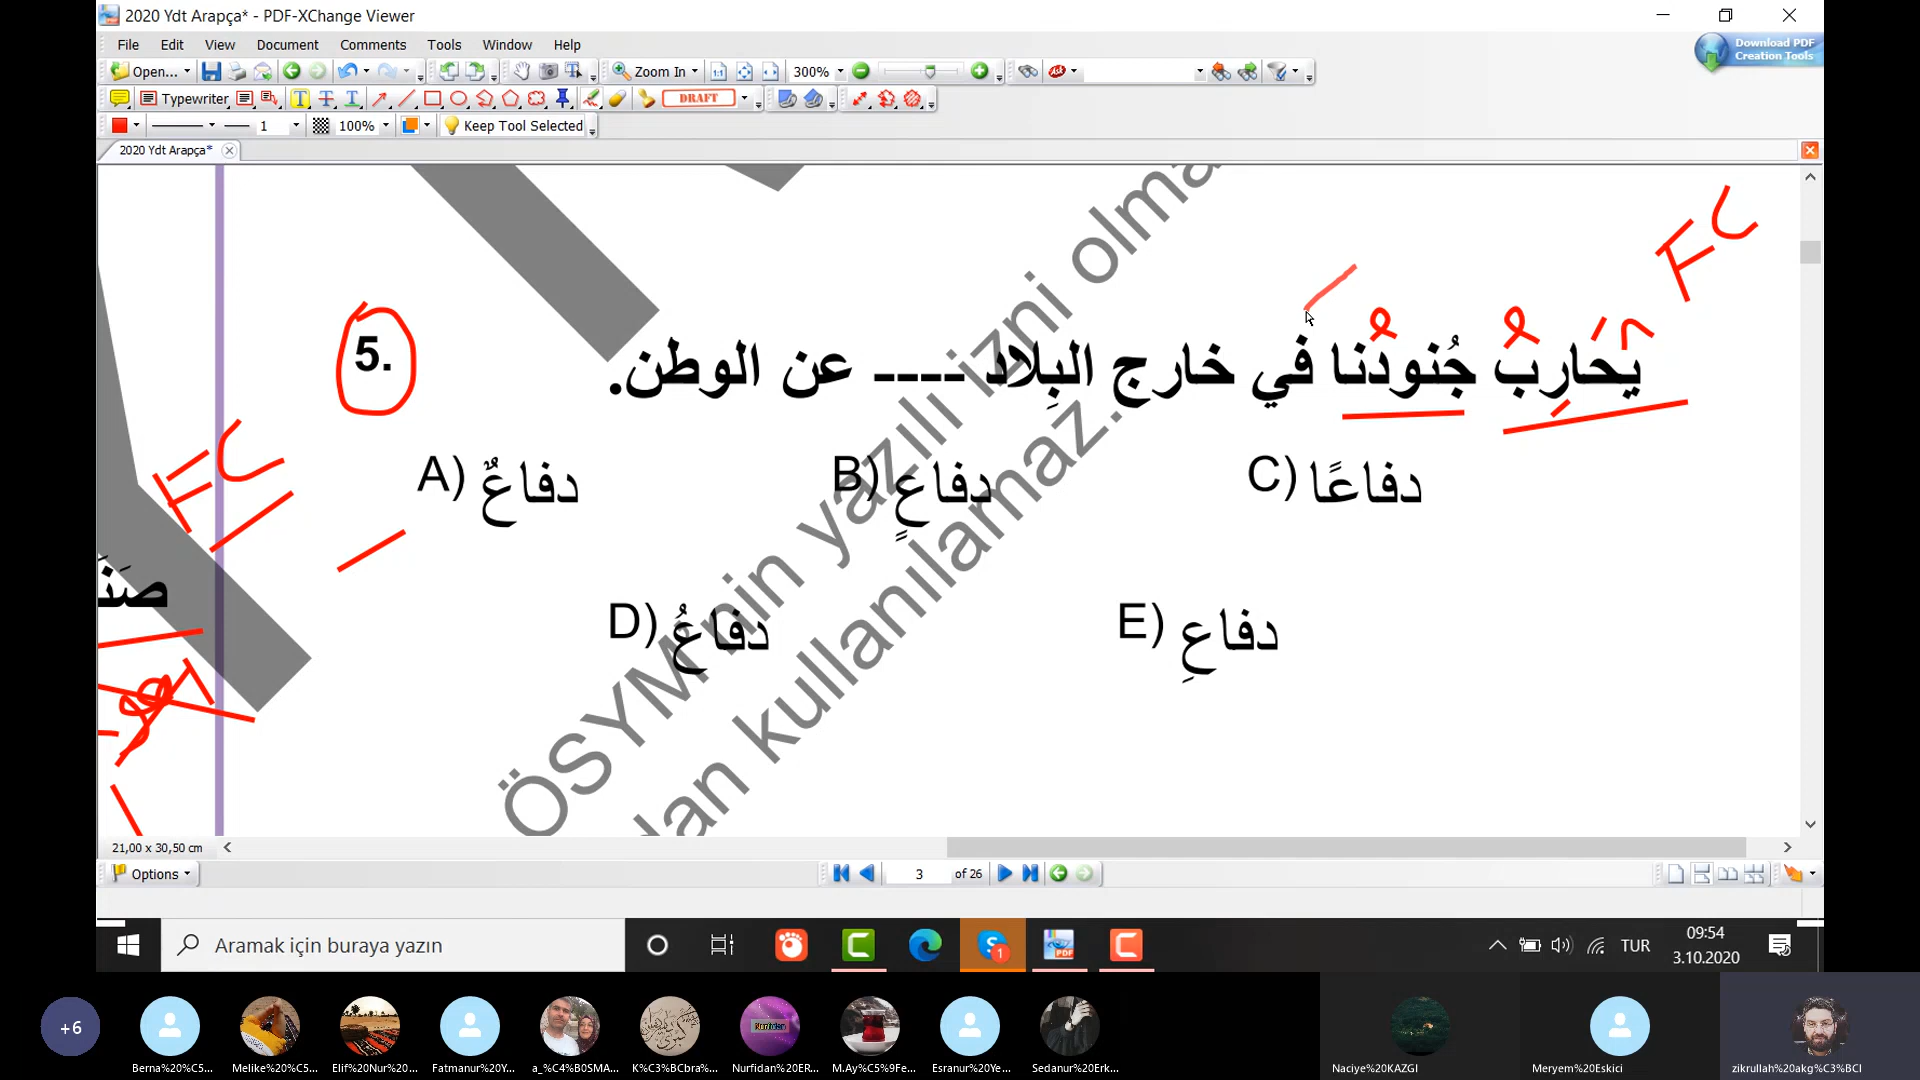 2020 Ydt Arapça* - PDF-XChange Viewer
File Edit View Document Comments Tools Window Help
Download PDF
Creation Tools
Open... Zoom In 300%
Typewriter DRAFT
1 100% Keep Tool Selected
2020 Ydt Arapça*
FC
5. يُحَارِبُ جُنودُنا في خارج البِلاد ---- عن الوطن.
FC
A) دفاعٌ B) دفاعٍ C) دفاعًا
صَنَ
D) دفاعُ E) دفاعِ
ÖSYM'nin yazılı izni olma
dan kullanılamaz.
21,00 x 30,50 cm
Options 3 of 26
Aramak için buraya yazın
1
TUR
09:54
3.10.2020
+6
Berna%20%C5... Melike%20%C5... Elif%20Nur%20... Fatmanur%20Y... a_%C4%B0SMA... K%C3%BCbra%... Nurfidan%20ER... M.Ay%C5%9Fe... Esranur%20Ye... Sedanur%20Erk... Naciye%20KAZGI Meryem%20Eskici zikrullah%20akg%C3%BCl